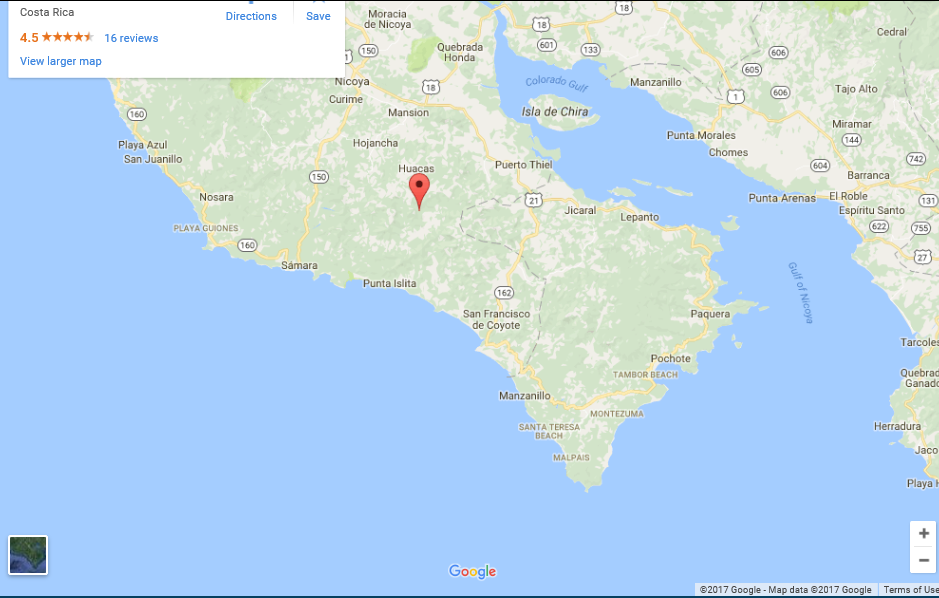 Costa Rica
4.5
16 reviews
View larger map
Directions
Save
Moracia
de Nicoya
150
Quebrada
Honda
18
601
133
18
Cedral
606
605
606
Manzanillo
1
Tajo Alto
Colorado Gulf
Isla de Chira
Nicoya
Curime
18
Mansion
160
Playa Azul
San Juanillo
Hojancha
Huacas
Puerto Thiel
Punta Morales
Chomes
Miramar
144
604
742
Barranca
150
Nosara
PLAYA GUIONES
160
Sámara
Punta Islita
21
Jicaral
Lepanto
Punta Arenas
El Roble
Espíritu Santo
131
622
755
27
Gulf of Nicoya
162
San Francisco
de Coyote
Paquera
Tarcoles
Pochote
TAMBOR BEACH
Quebrad
Ganado
Manzanillo
MONTEZUMA
SANTA TERESA
BEACH
Herradura
MALPAIS
Jaco
Playa H
+
−
Google
©2017 Google - Map data ©2017 Google
Terms of Use